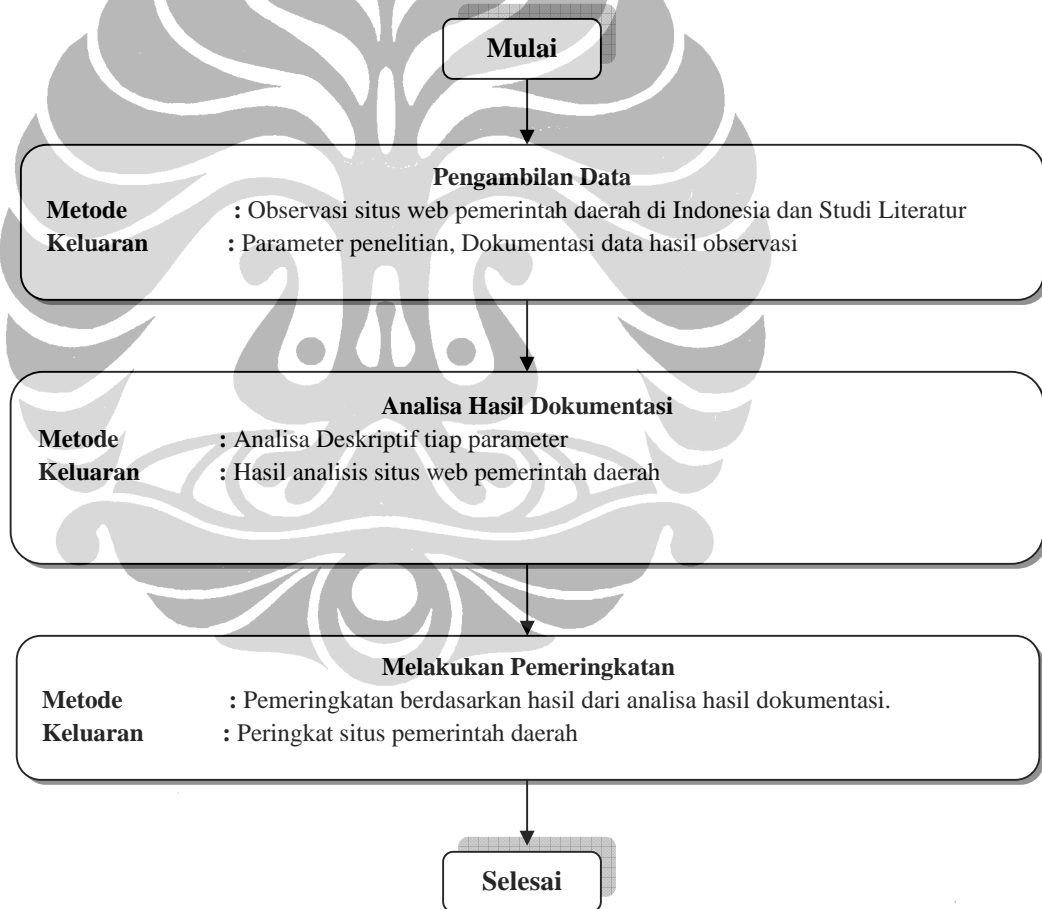 Mulai
Pengambilan Data
Metode : Observasi situs web pemerintah daerah di Indonesia dan Studi Literatur
Keluaran : Parameter penelitian, Dokumentasi data hasil observasi
Analisa Hasil Dokumentasi
Metode : Analisa Deskriptif tiap parameter
Keluaran : Hasil analisis situs web pemerintah daerah
Melakukan Pemeringkatan
Metode : Pemeringkatan berdasarkan hasil dari analisa hasil dokumentasi.
Keluaran : Peringkat situs pemerintah daerah
Selesai